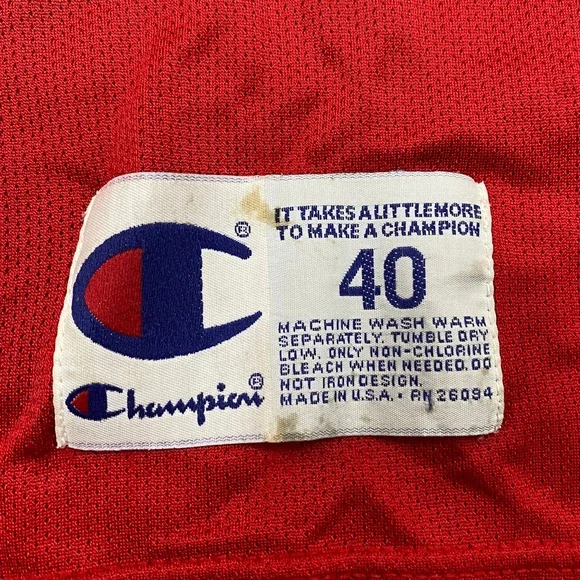 ®
Champion®
IT TAKES A LITTLE MORE
TO MAKE A CHAMPION
40
MACHINE WASH WARM
SEPARATELY. TUMBLE DRY
LOW. ONLY NON-CHLORINE
BLEACH WHEN NEEDED. DO
NOT IRON DESIGN.
MADE IN U.S.A. · RN 26094